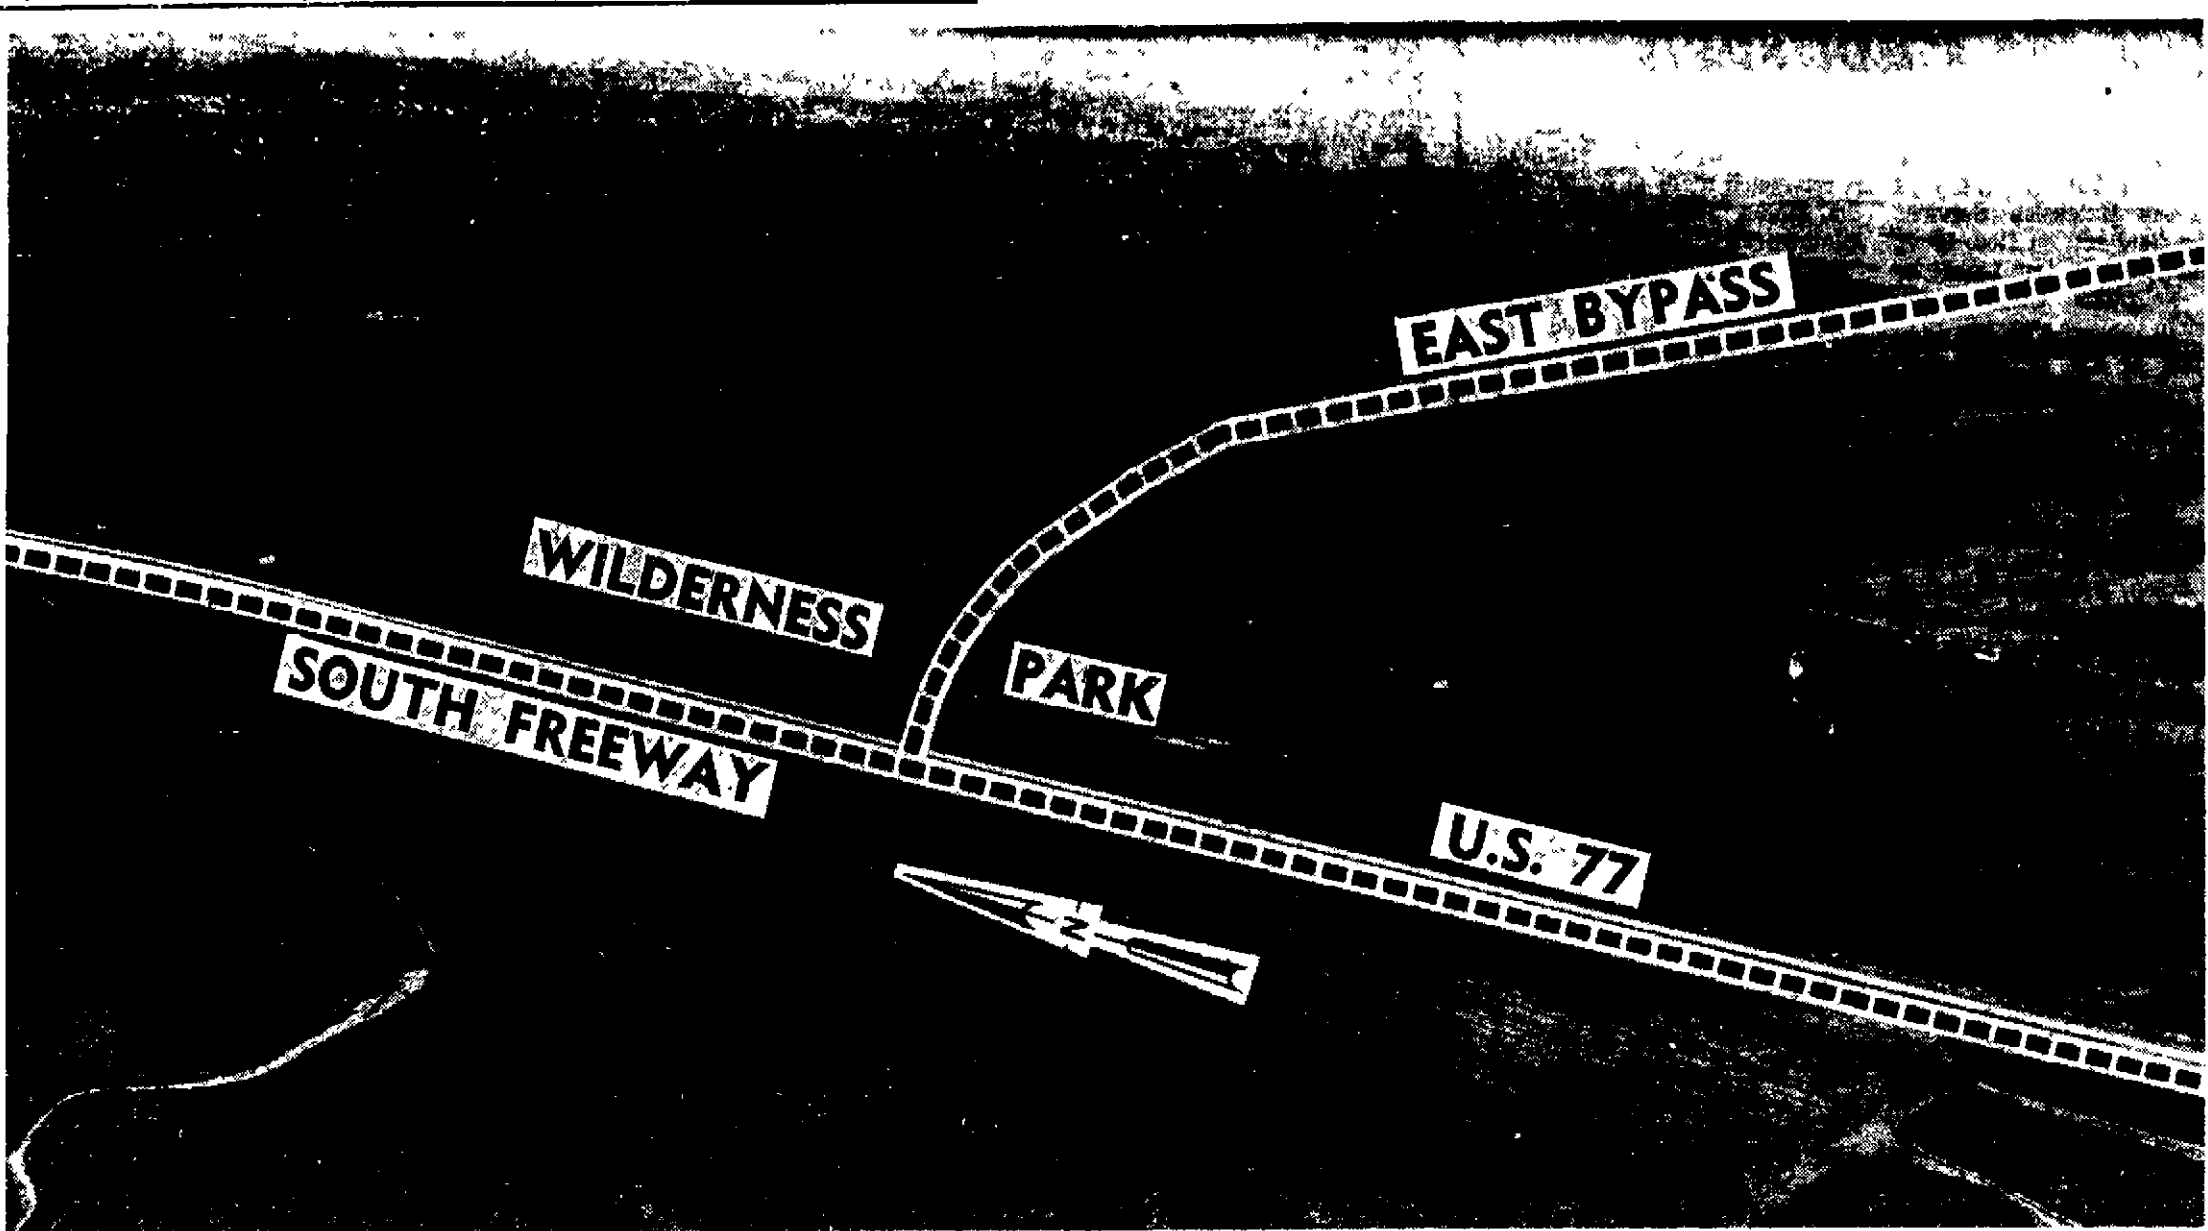 EAST BYPASS
WILDERNESS
PARK
SOUTH FREEWAY
U.S. 77
N